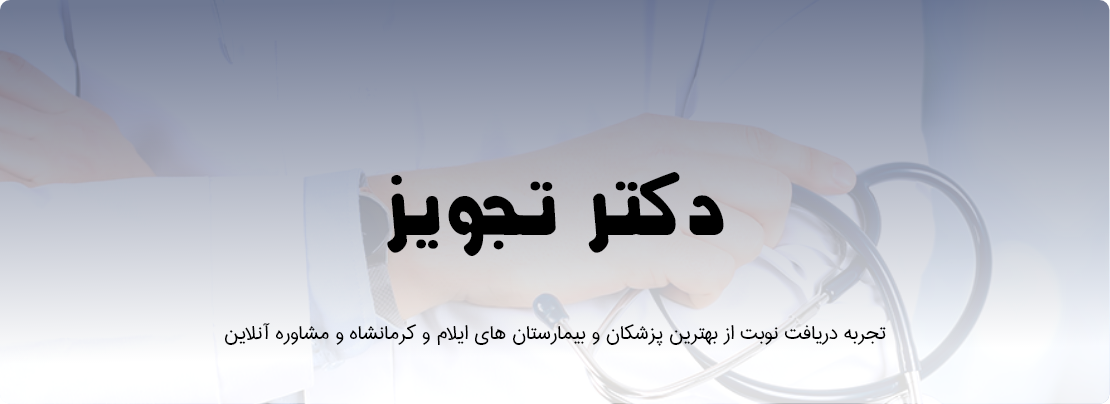 دکتر تجویز
تجربه دریافت نوبت از بهترین پزشکان و بیمارستان های ایلام و کرمانشاه و مشاوره آنلاین